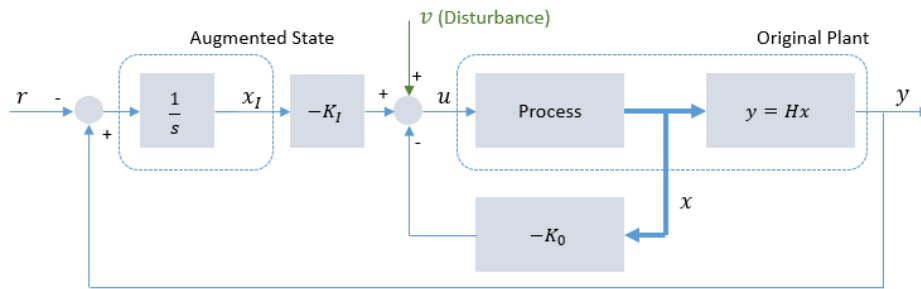 v (Disturbance)
Augmented State
Original Plant
r
-
+
1
s
x_I
-K_I
+
+
-
u
Process
y = Hx
y
x
-K_0